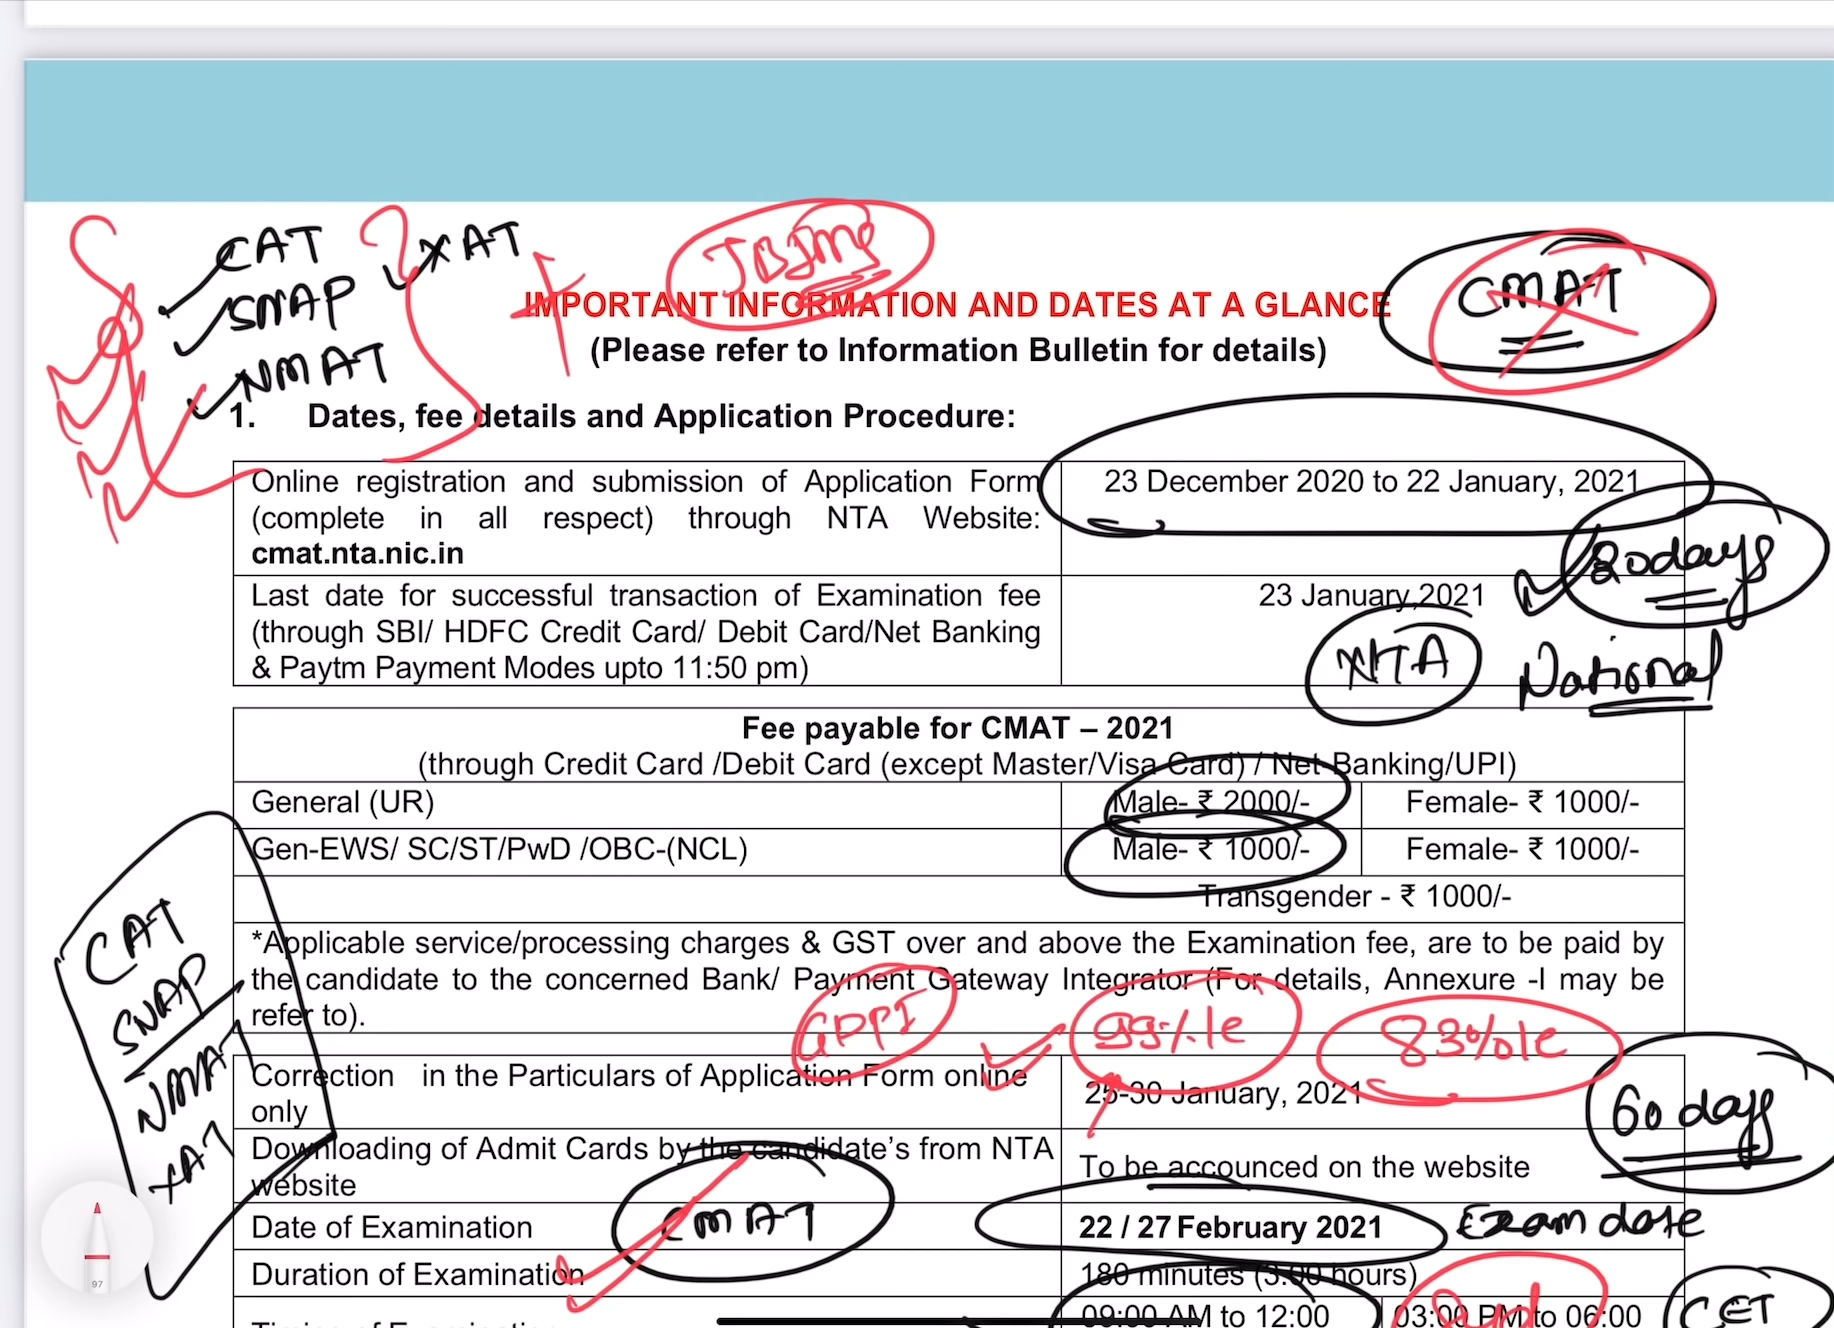 CAT
XAT
SMAP
NMAT
JBIMS
CMAT
IMPORTANT INFORMATION AND DATES AT A GLANCE
(Please refer to Information Bulletin for details)
1. Dates, fee details and Application Procedure:
Online registration and submission of Application Form
(complete in all respect) through NTA Website:
cmat.nta.nic.in
23 December 2020 to 22 January, 2021
Last date for successful transaction of Examination fee
(through SBI/ HDFC Credit Card/ Debit Card/Net Banking
& Paytm Payment Modes upto 11:50 pm)
23 January,2021
days
NTA
National
Fee payable for CMAT – 2021
(through Credit Card /Debit Card (except Master/Visa Card) / Net Banking/UPI)
General (UR) Male- ₹ 2000/- Female- ₹ 1000/-
Gen-EWS/ SC/ST/PwD /OBC-(NCL) Male- ₹ 1000/- Female- ₹ 1000/-
Transgender - ₹ 1000/-
*Applicable service/processing charges & GST over and above the Examination fee, are to be paid by
the candidate to the concerned Bank/ Payment Gateway Integrator (For details, Annexure -I may be
refer to).
CAT
SNAP
NMAT
XAT
GDPI
99%le
83%le
Correction in the Particulars of Application Form online
only
25-30 January, 2021
60 days
Downloading of Admit Cards by the candidate's from NTA
website
To be accounced on the website
Date of Examination
CMAT
22 / 27 February 2021
Exam date
Duration of Examination
180 minutes (3:00 hours)
09:00 AM to 12:00
03:00 PM to 06:00
CET
97